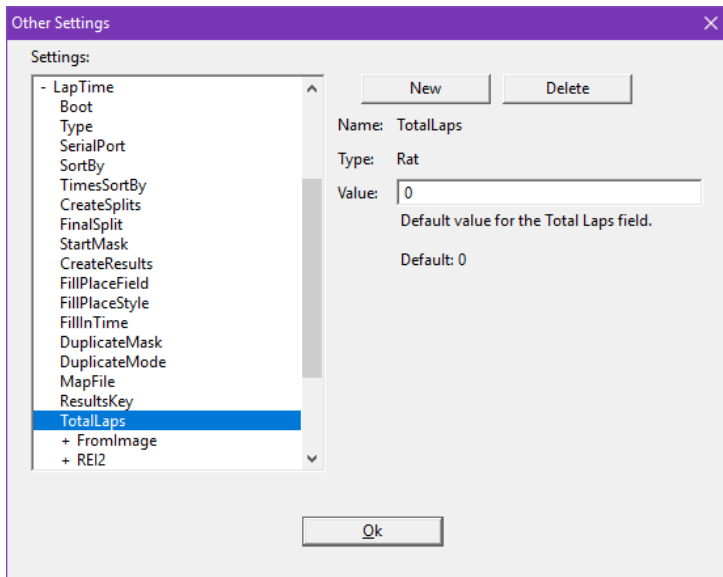 Other Settings
Settings:
- LapTime
Boot
Type
SerialPort
SortBy
TimesSortBy
CreateSplits
FinalSplit
StartMask
CreateResults
FillPlaceField
FillPlaceStyle
FillInTime
DuplicateMask
DuplicateMode
MapFile
ResultsKey
TotalLaps
+ FromImage
+ REI2
New Delete
Name: TotalLaps
Type: Rat
Value: 0
Default value for the Total Laps field.
Default: 0
Ok